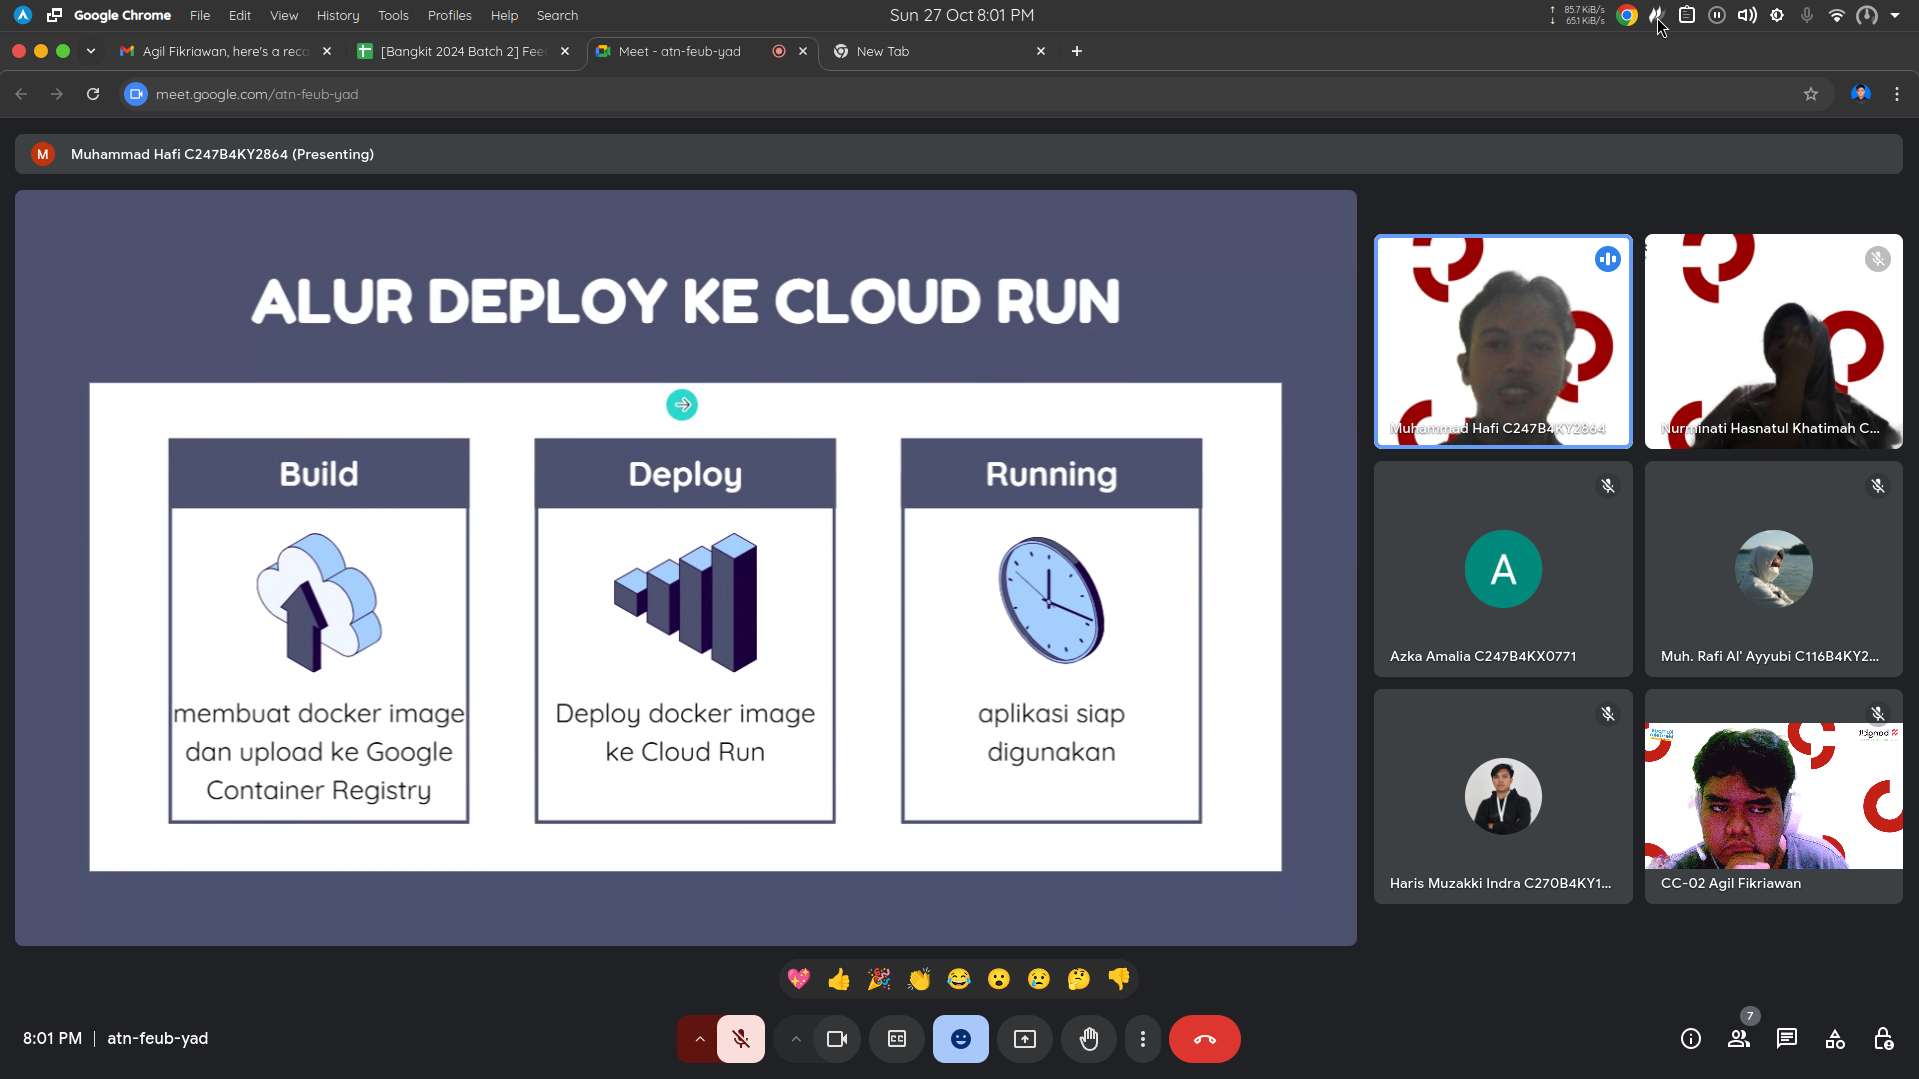 Google Chrome File Edit View History Tools Profiles Help Search
Sun 27 Oct 8:01 PM
85.7 KiB/s
65.1 KiB/s
Agil Fikriawan, here's a reca
[Bangkit 2024 Batch 2] Fee
Meet - atn-feub-yad
New Tab
meet.google.com/atn-feub-yad
M
Muhammad Hafi C247B4KY2864 (Presenting)
ALUR DEPLOY KE CLOUD RUN
Build
membuat docker image
dan upload ke Google
Container Registry
Deploy
Deploy docker image
ke Cloud Run
Running
aplikasi siap
digunakan
Muhammad Hafi C247B4KY2864
Nurminati Hasnatul Khatimah C...
A
Azka Amalia C247B4KX0771
Muh. Rafi Al' Ayyubi C116B4KY2...
Haris Muzakki Indra C270B4KY1...
bangkit
CC-02 Agil Fikriawan
8:01 PM | atn-feub-yad
7